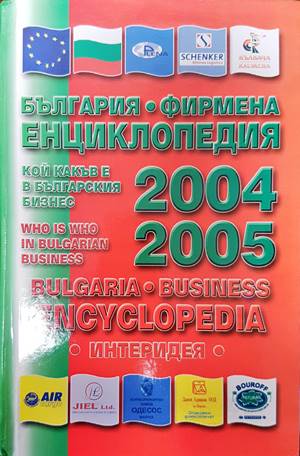 SCHENKER
БЪЛГАРИЯ • ФИРМЕНА
ЕНЦИКЛОПЕДИЯ
КОЙ КАКЪВ Е
В БЪЛГАРСКИЯ
БИЗНЕС
2004
WHO IS WHO
IN BULGARIAN
BUSINESS
2005
BULGARIA • BUSINESS
ENCYCLOPEDIA
• ИНТЕРИДЕЯ •
AIR
JIEL Ltd.
ОДЕСОС
BOUROFF